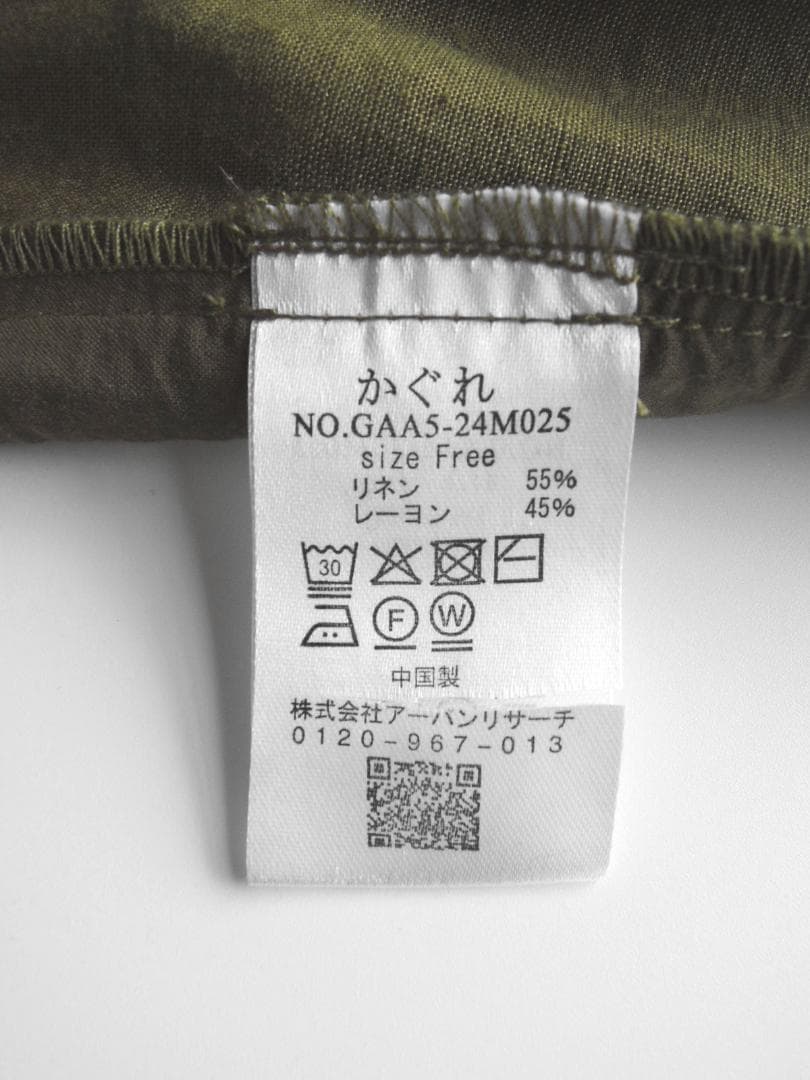 かぐれ
NO.GAA5-24M025
size Free
リネン 55%
レーヨン 45%
30
F W
中国製
株式会社アーバンリサーチ
0120-967-013